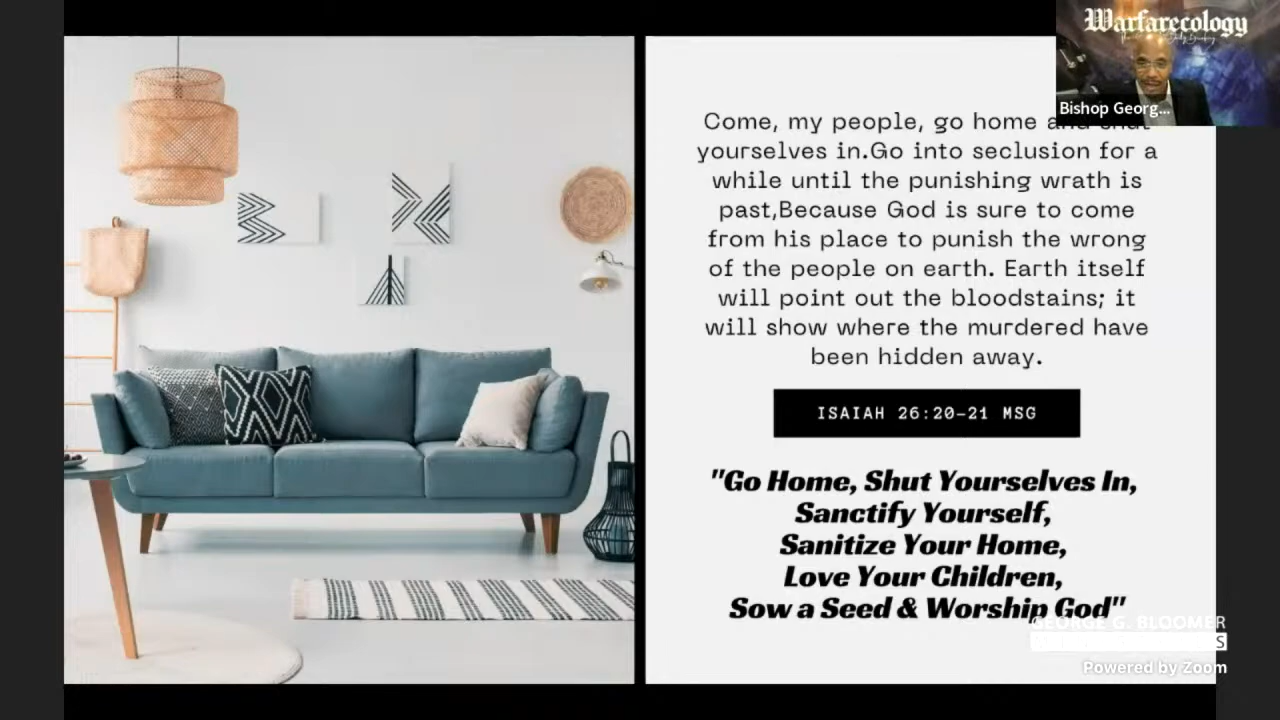 Warfarecology
Bishop Georg...
Come, my people, go home and shut
yourselves in.Go into seclusion for a
while until the punishing wrath is
past,Because God is sure to come
from his place to punish the wrong
of the people on earth. Earth itself
will point out the bloodstains; it
will show where the murdered have
been hidden away.
ISAIAH 26:20-21 MSG
"Go Home, Shut Yourselves In,
Sanctify Yourself,
Sanitize Your Home,
Love Your Children,
Sow a Seed & Worship God"
GEORGE G. BLOOMER
S
Powered by Zoom